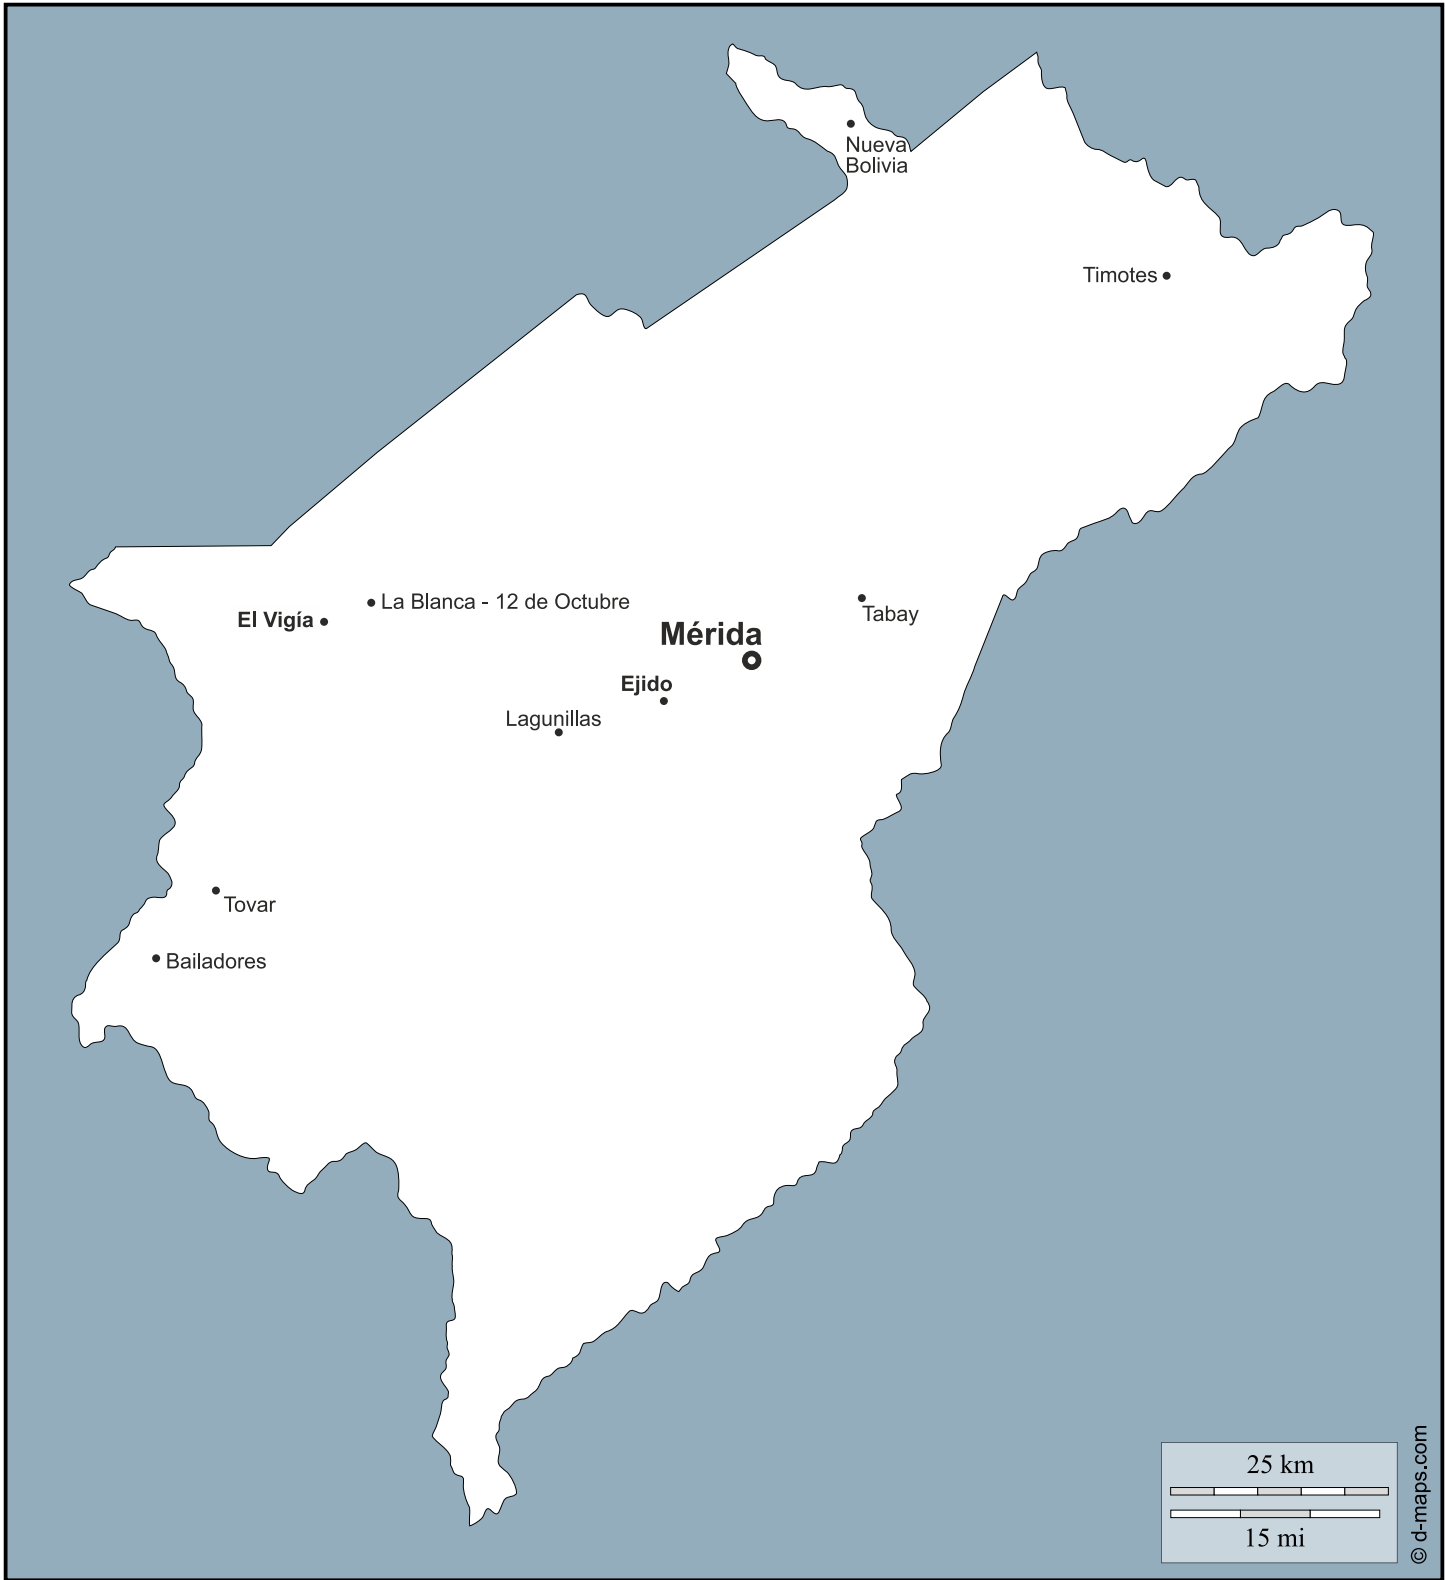 Nueva
Bolivia
Timotes
La Blanca - 12 de Octubre
El Vigía
Tabay
Mérida
Ejido
Lagunillas
Tovar
Bailadores
25 km
15 mi
© d-maps.com